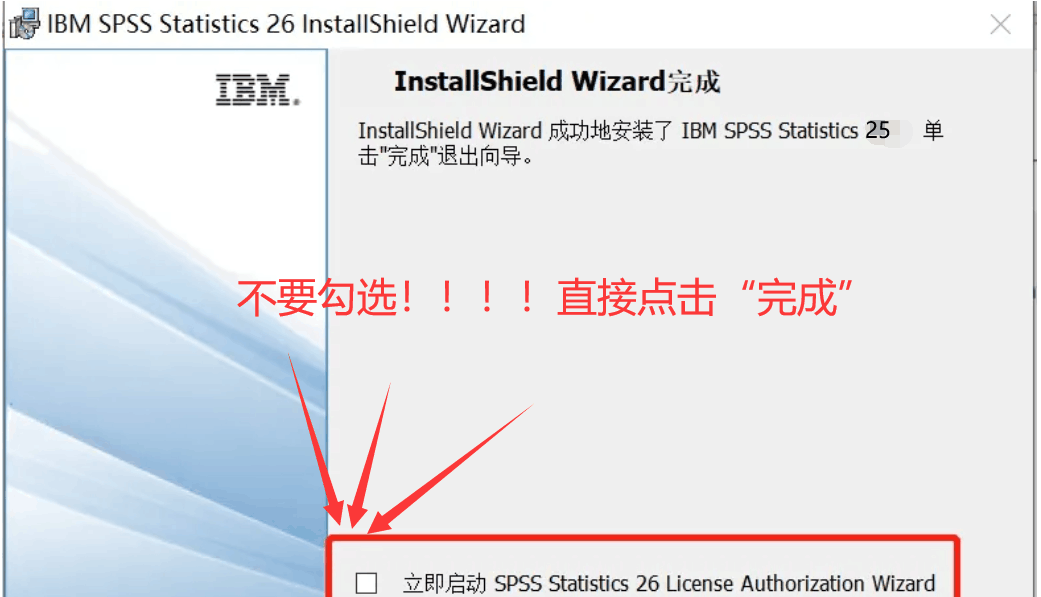 IBM SPSS Statistics 26 InstallShield Wizard
IBM.
InstallShield Wizard完成
InstallShield Wizard 成功地安装了 IBM SPSS Statistics 25 单
击"完成"退出向导。
不要勾选！！！！直接点击“完成”
立即启动 SPSS Statistics 26 License Authorization Wizard